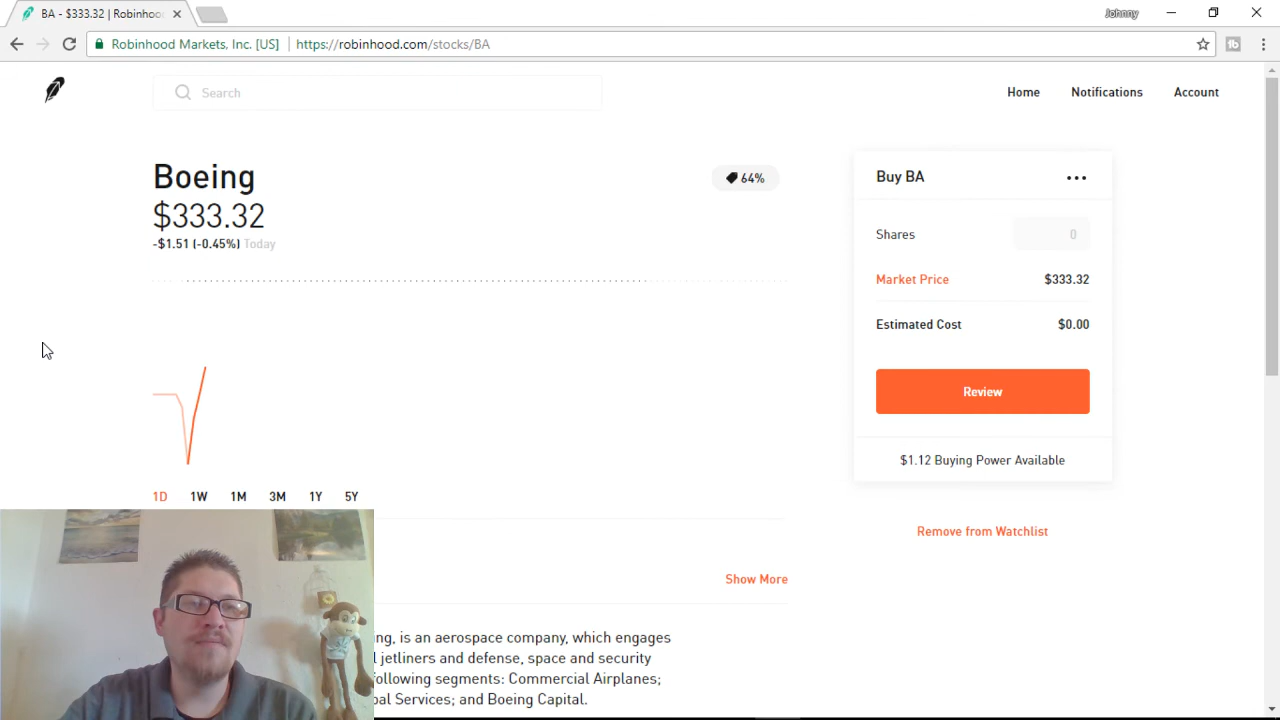 BA - $333.32 | Robinhoo
Johnny
Robinhood Markets, Inc. [US]
https://robinhood.com/stocks/BA
Search
Home
Notifications
Account
Boeing
64%
$333.32
-$1.51 (-0.45%) Today
Buy BA
Shares
0
Market Price
$333.32
Estimated Cost
$0.00
Review
$1.12 Buying Power Available
Remove from Watchlist
1D
1W
1M
3M
1Y
5Y
Show More
ng, is an aerospace company, which engages
l jetliners and defense, space and security
following segments: Commercial Airplanes;
bal Services; and Boeing Capital.